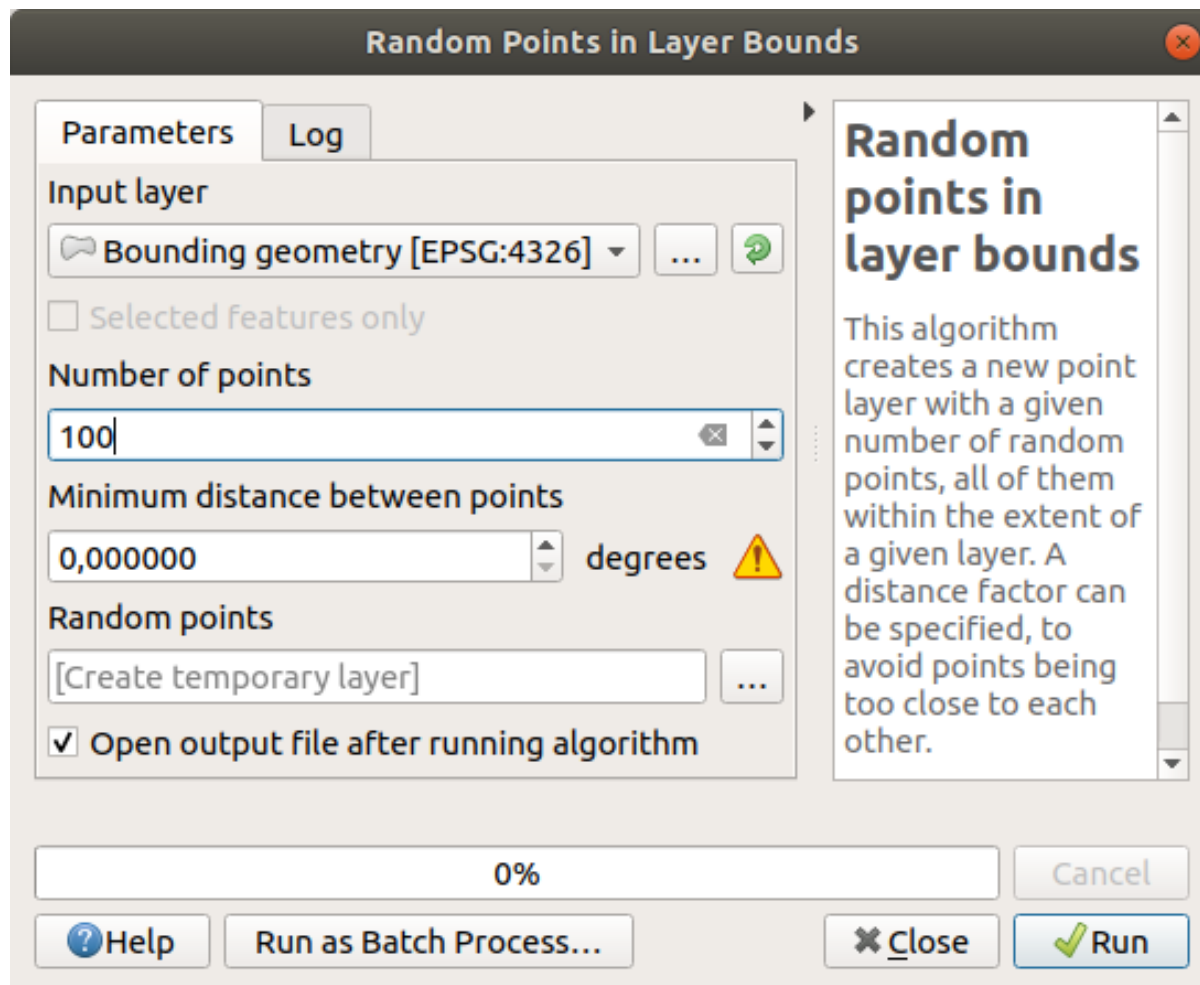 Random Points in Layer Bounds
Parameters
Log
Input layer
Bounding geometry [EPSG:4326]
...
Selected features only
Number of points
100
Minimum distance between points
0,000000
degrees
Random points
[Create temporary layer]
...
Open output file after running algorithm
Random
points in
layer bounds
This algorithm
creates a new point
layer with a given
number of random
points, all of them
within the extent of
a given layer. A
distance factor can
be specified, to
avoid points being
too close to each
other.
0%
Cancel
Help
Run as Batch Process...
Close
Run